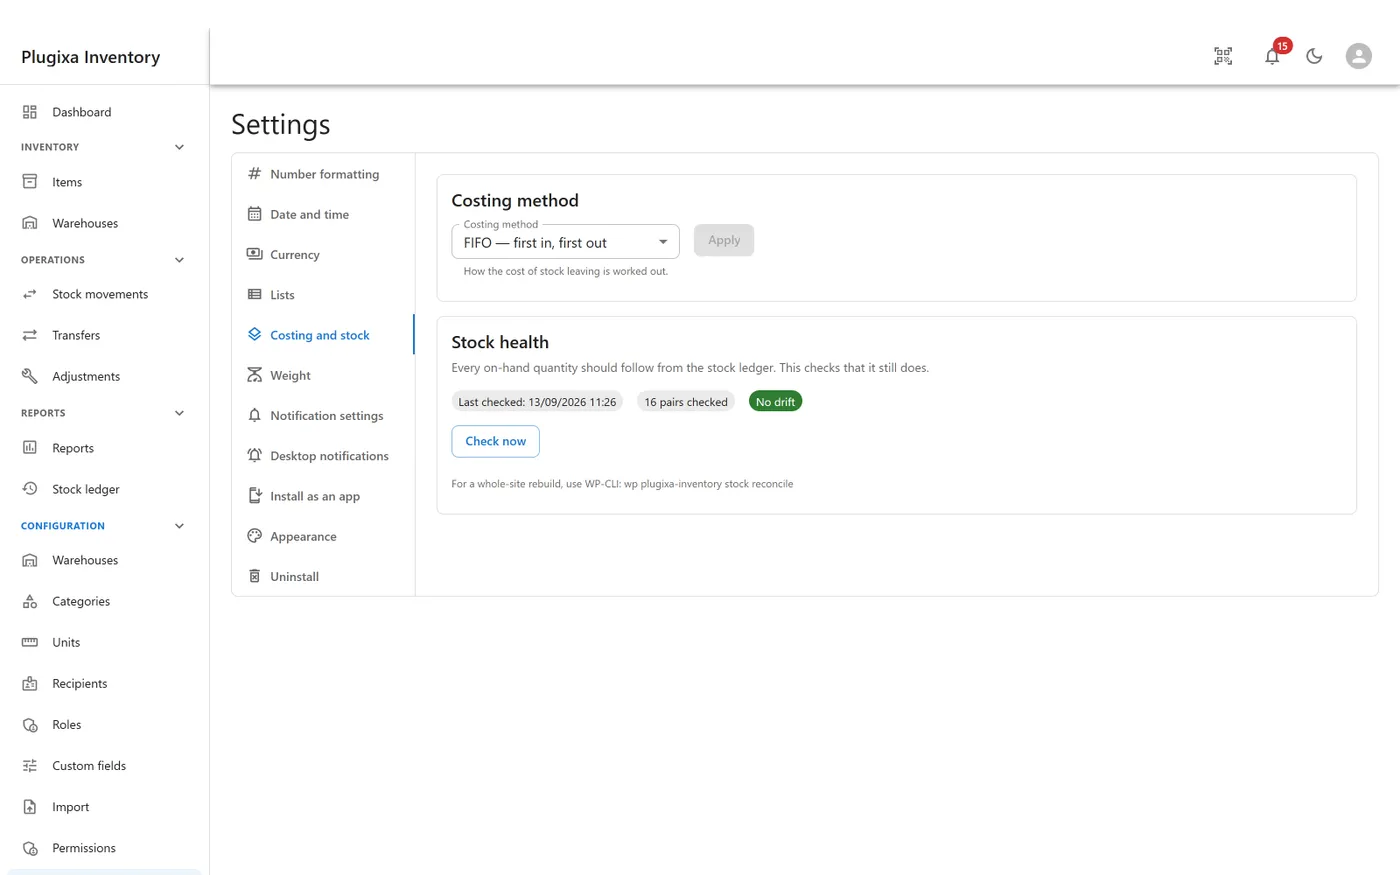 Plugixa Inventory
15
Dashboard
INVENTORY
Items
Warehouses
OPERATIONS
Stock movements
Transfers
Adjustments
REPORTS
Reports
Stock ledger
CONFIGURATION
Warehouses
Categories
Units
Recipients
Roles
Custom fields
Import
Permissions
Settings
Number formatting
Date and time
Currency
Lists
Costing and stock
Weight
Notification settings
Desktop notifications
Install as an app
Appearance
Uninstall
Costing method
Costing method
FIFO — first in, first out
Apply
How the cost of stock leaving is worked out.
Stock health
Every on-hand quantity should follow from the stock ledger. This checks that it still does.
Last checked: 13/09/2026 11:26
16 pairs checked
No drift
Check now
For a whole-site rebuild, use WP-CLI: wp plugixa-inventory stock reconcile